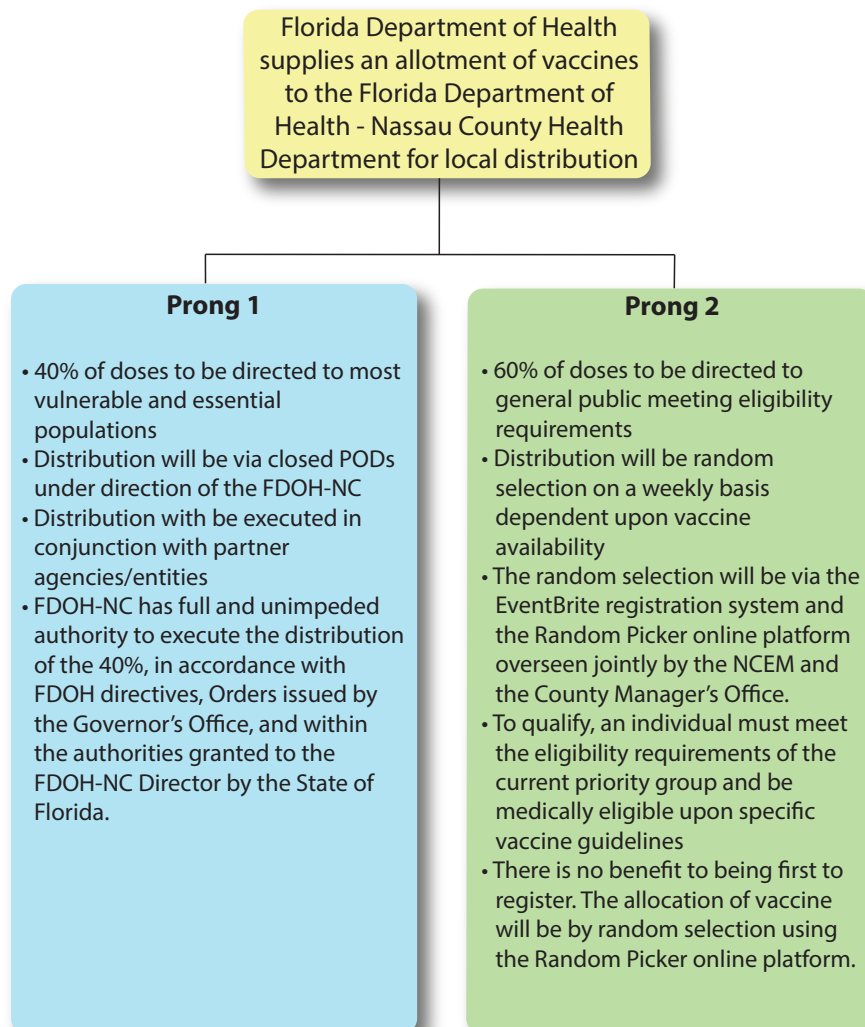 Florida Department of Health
supplies an allotment of vaccines
to the Florida Department of
Health - Nassau County Health
Department for local distribution
Prong 1
• 40% of doses to be directed to most
vulnerable and essential
populations
• Distribution will be via closed PODs
under direction of the FDOH-NC
• Distribution with be executed in
conjunction with partner
agencies/entities
• FDOH-NC has full and unimpeded
authority to execute the distribution
of the 40%, in accordance with
FDOH directives, Orders issued by
the Governor's Office, and within
the authorities granted to the
FDOH-NC Director by the State of
Florida.
Prong 2
• 60% of doses to be directed to
general public meeting eligibility
requirements
• Distribution will be random
selection on a weekly basis
dependent upon vaccine
availability
• The random selection will be via the
EventBrite registration system and
the Random Picker online platform
overseen jointly by the NCEM and
the County Manager's Office.
• To qualify, an individual must meet
the eligibility requirements of the
current priority group and be
medically eligible upon specific
vaccine guidelines
• There is no benefit to being first to
register. The allocation of vaccine
will be by random selection using
the Random Picker online platform.